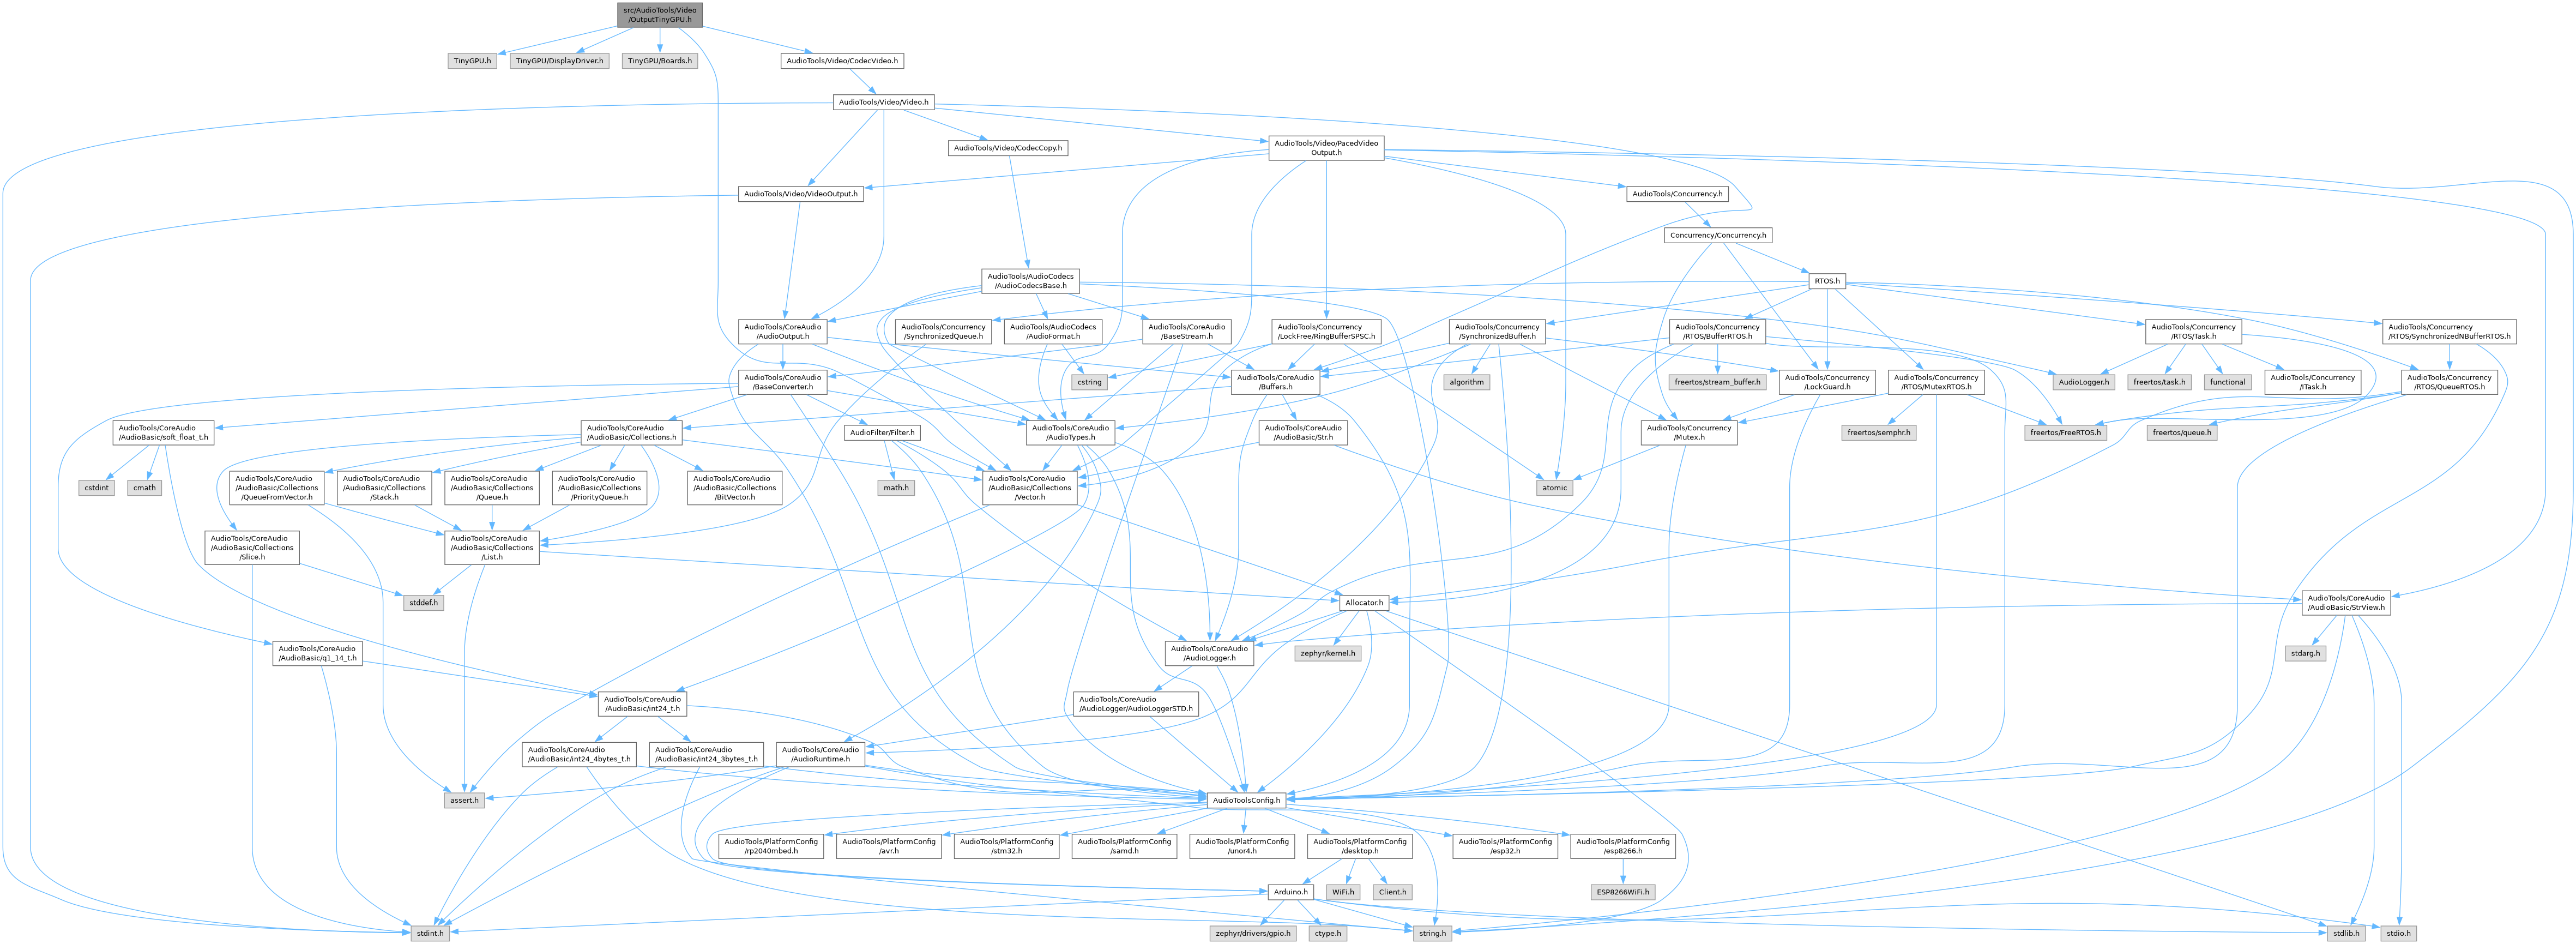 src/AudioTools/Video
/OutputTinyGPU.h
TinyGPU.h
TinyGPU/DisplayDriver.h
TinyGPU/Boards.h
AudioTools/Video/CodecVideo.h
AudioTools/Video/Video.h
AudioTools/Video/CodecCopy.h
AudioTools/Video/PacedVideo
Output.h
AudioTools/Video/VideoOutput.h
AudioTools/Concurrency.h
Concurrency/Concurrency.h
AudioTools/AudioCodecs
/AudioCodecsBase.h
RTOS.h
AudioTools/CoreAudio
/AudioOutput.h
AudioTools/Concurrency
/SynchronizedQueue.h
AudioTools/AudioCodecs
/AudioFormat.h
AudioTools/CoreAudio
/BaseStream.h
AudioTools/Concurrency
/LockFree/RingBufferSPSC.h
AudioTools/Concurrency
/SynchronizedBuffer.h
AudioTools/Concurrency
/RTOS/BufferRTOS.h
AudioTools/Concurrency
/RTOS/Task.h
AudioTools/Concurrency
/RTOS/SynchronizedNBufferRTOS.h
AudioTools/CoreAudio
/BaseConverter.h
cstring
AudioTools/CoreAudio
/Buffers.h
algorithm
freertos/stream_buffer.h
AudioTools/Concurrency
/LockGuard.h
AudioTools/Concurrency
/RTOS/MutexRTOS.h
AudioLogger.h
freertos/task.h
functional
AudioTools/Concurrency
/ITask.h
AudioTools/Concurrency
/RTOS/QueueRTOS.h
AudioTools/CoreAudio
/AudioBasic/soft_float_t.h
AudioTools/CoreAudio
/AudioBasic/Collections.h
AudioFilter/Filter.h
AudioTools/CoreAudio
/AudioTypes.h
AudioTools/CoreAudio
/AudioBasic/Str.h
AudioTools/Concurrency
/Mutex.h
freertos/semphr.h
freertos/FreeRTOS.h
freertos/queue.h
cstdint
cmath
AudioTools/CoreAudio
/AudioBasic/Collections
/QueueFromVector.h
AudioTools/CoreAudio
/AudioBasic/Collections
/Stack.h
AudioTools/CoreAudio
/AudioBasic/Collections
/Queue.h
AudioTools/CoreAudio
/AudioBasic/Collections
/PriorityQueue.h
AudioTools/CoreAudio
/AudioBasic/Collections
/BitVector.h
math.h
AudioTools/CoreAudio
/AudioBasic/Collections
/Vector.h
atomic
AudioTools/CoreAudio
/AudioBasic/Collections
/Slice.h
AudioTools/CoreAudio
/AudioBasic/Collections
/List.h
stddef.h
Allocator.h
AudioTools/CoreAudio
/AudioBasic/StrView.h
AudioTools/CoreAudio
/AudioBasic/q1_14_t.h
AudioTools/CoreAudio
/AudioLogger.h
zephyr/kernel.h
stdarg.h
AudioTools/CoreAudio
/AudioBasic/int24_t.h
AudioTools/CoreAudio
/AudioLogger/AudioLoggerSTD.h
AudioTools/CoreAudio
/AudioBasic/int24_4bytes_t.h
AudioTools/CoreAudio
/AudioBasic/int24_3bytes_t.h
AudioTools/CoreAudio
/AudioRuntime.h
assert.h
AudioToolsConfig.h
AudioTools/PlatformConfig
/rp2040mbed.h
AudioTools/PlatformConfig
/avr.h
AudioTools/PlatformConfig
/stm32.h
AudioTools/PlatformConfig
/samd.h
AudioTools/PlatformConfig
/unor4.h
AudioTools/PlatformConfig
/desktop.h
AudioTools/PlatformConfig
/esp32.h
AudioTools/PlatformConfig
/esp8266.h
Arduino.h
WiFi.h
Client.h
ESP8266WiFi.h
stdint.h
zephyr/drivers/gpio.h
ctype.h
string.h
stdlib.h
stdio.h